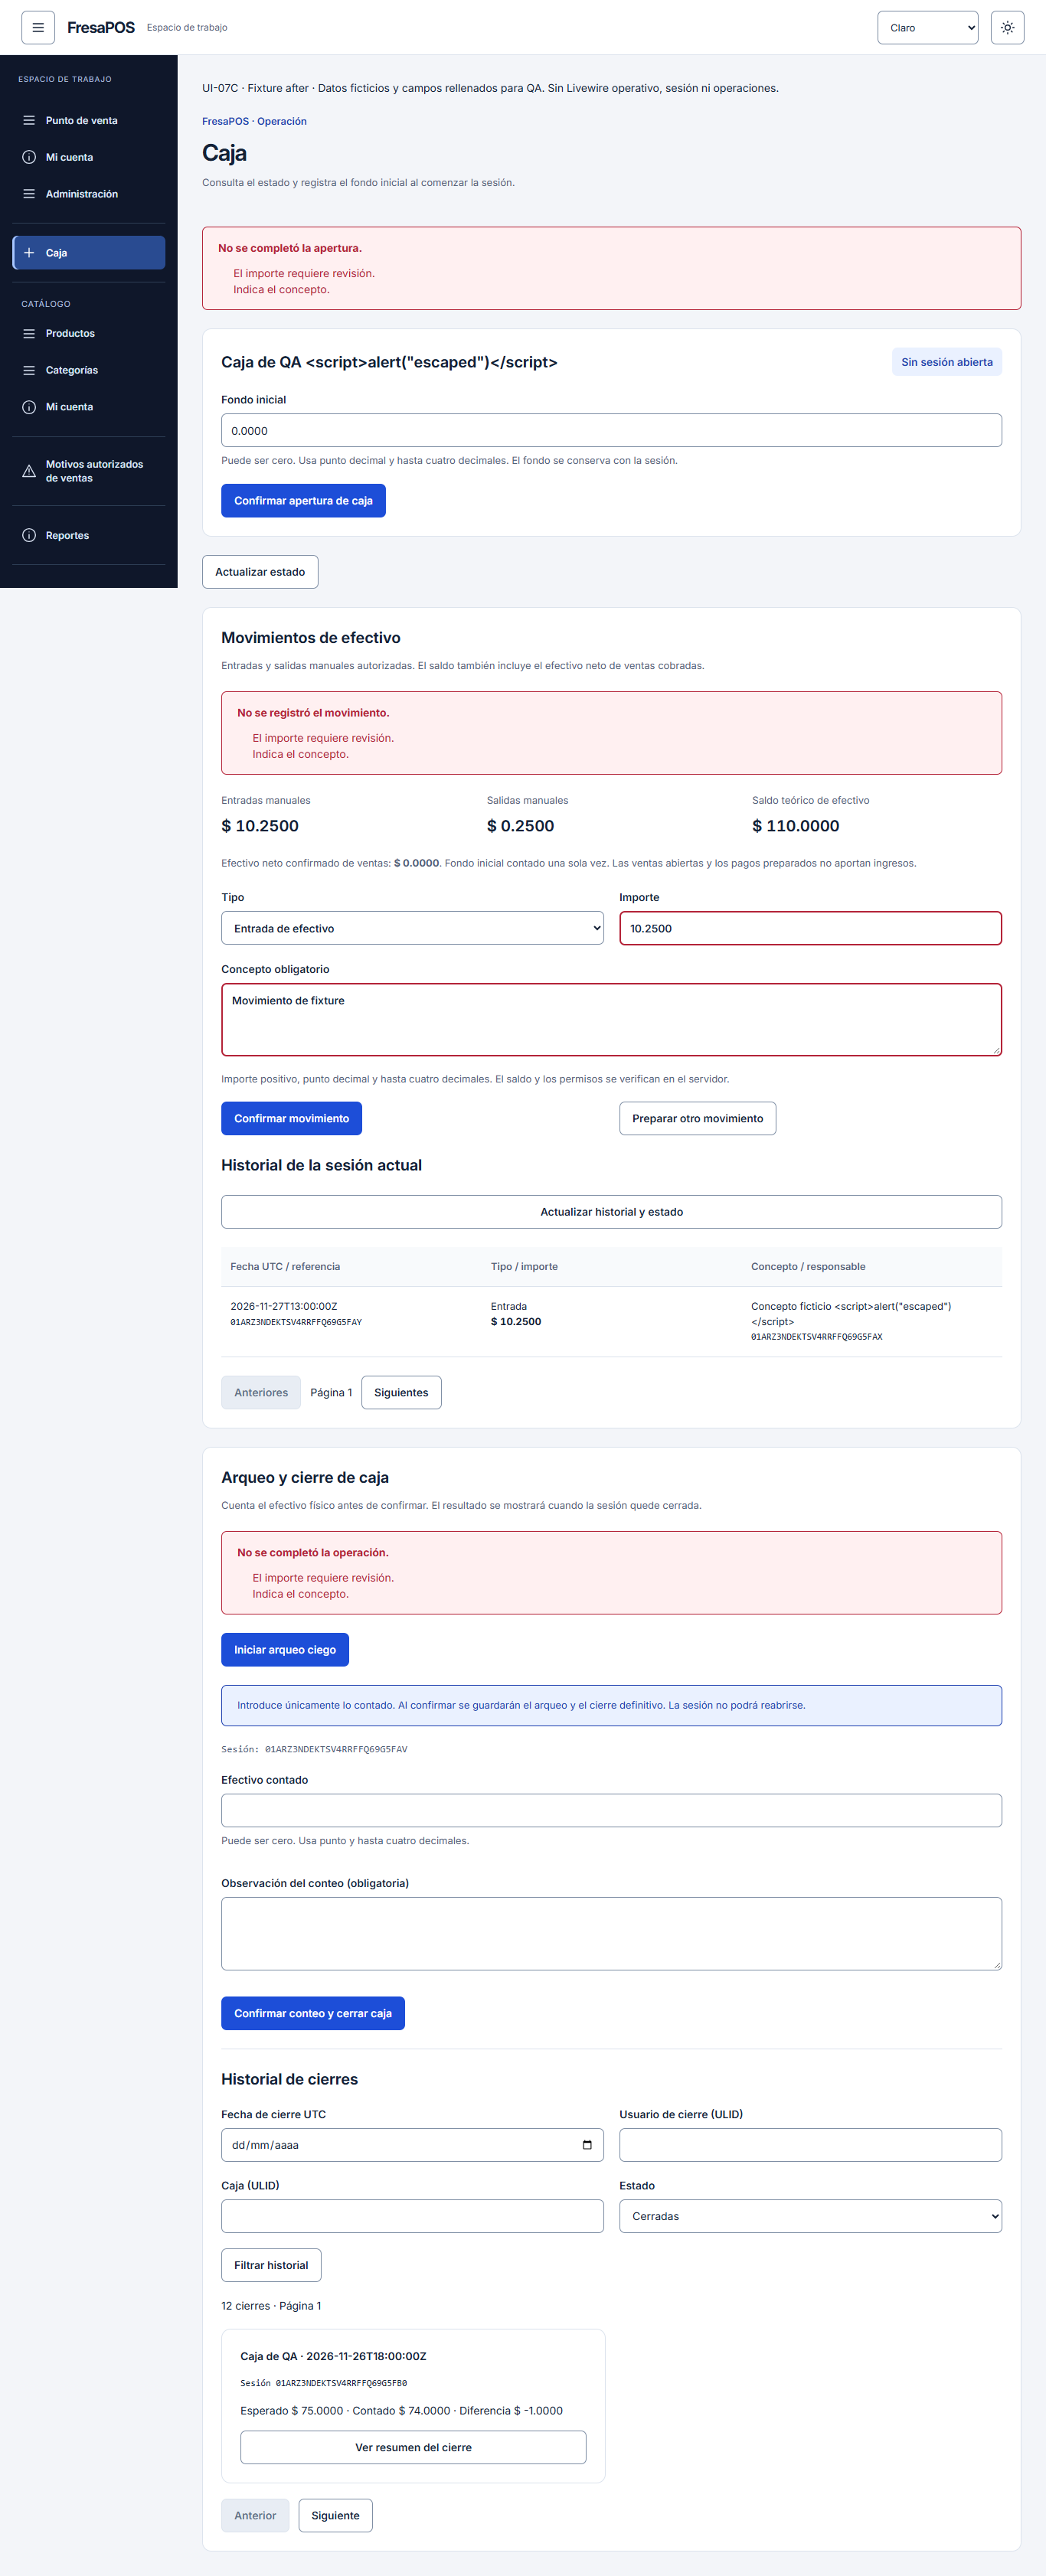 FresaPOS
Espacio de trabajo
Claro
ESPACIO DE TRABAJO
Punto de venta
Mi cuenta
Administración
Caja
CATÁLOGO
Productos
Categorías
Mi cuenta
Motivos autorizados
de ventas
Reportes
UI-07C · Fixture after · Datos ficticios y campos rellenados para QA. Sin Livewire operativo, sesión ni operaciones.
FresaPOS · Operación
Caja
Consulta el estado y registra el fondo inicial al comenzar la sesión.
No se completó la apertura.
El importe requiere revisión.
Indica el concepto.
Caja de QA <script>alert("escaped")</script>
Sin sesión abierta
Fondo inicial
0.0000
Puede ser cero. Usa punto decimal y hasta cuatro decimales. El fondo se conserva con la sesión.
Confirmar apertura de caja
Actualizar estado
Movimientos de efectivo
Entradas y salidas manuales autorizadas. El saldo también incluye el efectivo neto de ventas cobradas.
No se registró el movimiento.
El importe requiere revisión.
Indica el concepto.
Entradas manuales
$ 10.2500
Salidas manuales
$ 0.2500
Saldo teórico de efectivo
$ 110.0000
Efectivo neto confirmado de ventas: $ 0.0000. Fondo inicial contado una sola vez. Las ventas abiertas y los pagos preparados no aportan ingresos.
Tipo
Entrada de efectivo
Importe
10.2500
Concepto obligatorio
Movimiento de fixture
Importe positivo, punto decimal y hasta cuatro decimales. El saldo y los permisos se verifican en el servidor.
Confirmar movimiento
Preparar otro movimiento
Historial de la sesión actual
Actualizar historial y estado
Fecha UTC / referencia
Tipo / importe
Concepto / responsable
2026-11-27T13:00:00Z
01ARZ3NDEKTSV4RRFFQ69G5FAY
Entrada
$ 10.2500
Concepto ficticio <script>alert("escaped")
</script>
01ARZ3NDEKTSV4RRFFQ69G5FAX
Anteriores
Página 1
Siguientes
Arqueo y cierre de caja
Cuenta el efectivo físico antes de confirmar. El resultado se mostrará cuando la sesión quede cerrada.
No se completó la operación.
El importe requiere revisión.
Indica el concepto.
Iniciar arqueo ciego
Introduce únicamente lo contado. Al confirmar se guardarán el arqueo y el cierre definitivo. La sesión no podrá reabrirse.
Sesión: 01ARZ3NDEKTSV4RRFFQ69G5FAV
Efectivo contado
Puede ser cero. Usa punto y hasta cuatro decimales.
Observación del conteo (obligatoria)
Confirmar conteo y cerrar caja
Historial de cierres
Fecha de cierre UTC
dd/mm/aaaa
Usuario de cierre (ULID)
Caja (ULID)
Estado
Cerradas
Filtrar historial
12 cierres · Página 1
Caja de QA · 2026-11-26T18:00:00Z
Sesión 01ARZ3NDEKTSV4RRFFQ69G5FB0
Esperado $ 75.0000 · Contado $ 74.0000 · Diferencia $ -1.0000
Ver resumen del cierre
Anterior
Siguiente